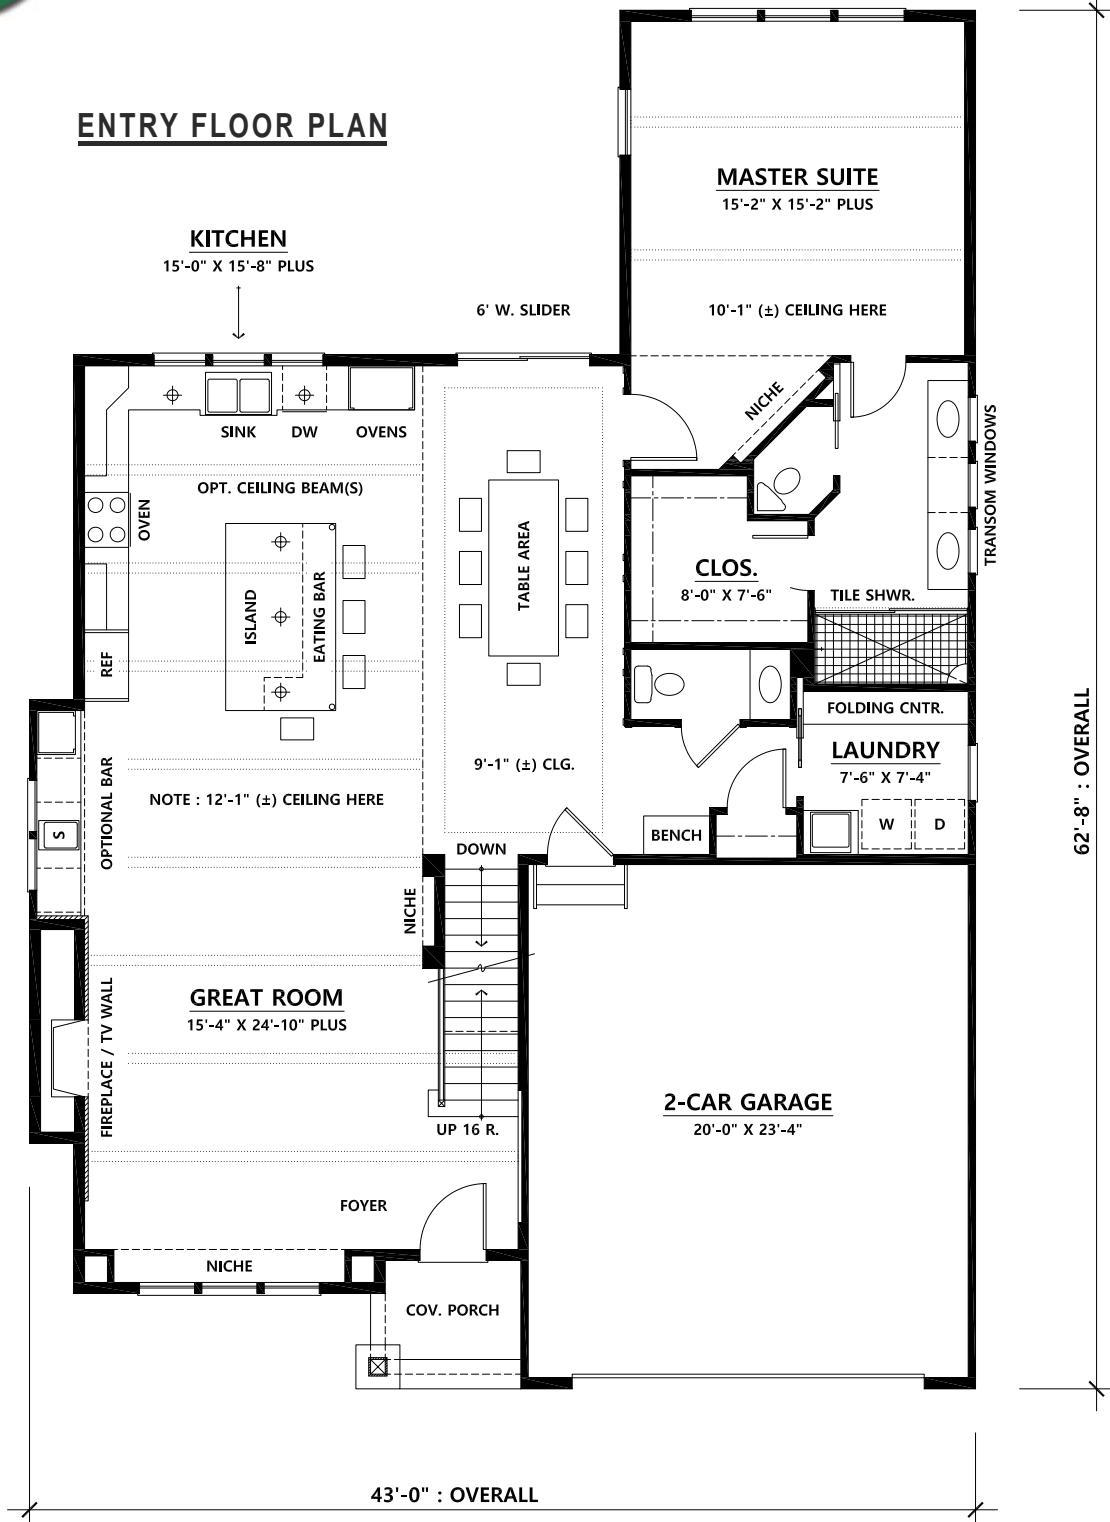 ENTRY FLOOR PLAN
MASTER SUITE
15'-2" X 15'-2" PLUS
KITCHEN
15'-0" X 15'-8" PLUS
6' W. SLIDER
10'-1" (±) CEILING HERE
NICHE
SINK
DW
OVENS
TRANSOM WINDOWS
OPT. CEILING BEAM(S)
OVEN
TABLE AREA
CLOS.
8'-0" X 7'-6"
TILE SHWR.
ISLAND
EATING BAR
REF
FOLDING CNTR.
LAUNDRY
7'-6" X 7'-4"
9'-1" (±) CLG.
OPTIONAL BAR
NOTE : 12'-1" (±) CEILING HERE
S
BENCH
W
D
DOWN
NICHE
GREAT ROOM
15'-4" X 24'-10" PLUS
FIREPLACE / TV WALL
2-CAR GARAGE
20'-0" X 23'-4"
UP 16 R.
FOYER
NICHE
COV. PORCH
62'-8" : OVERALL
43'-0" : OVERALL